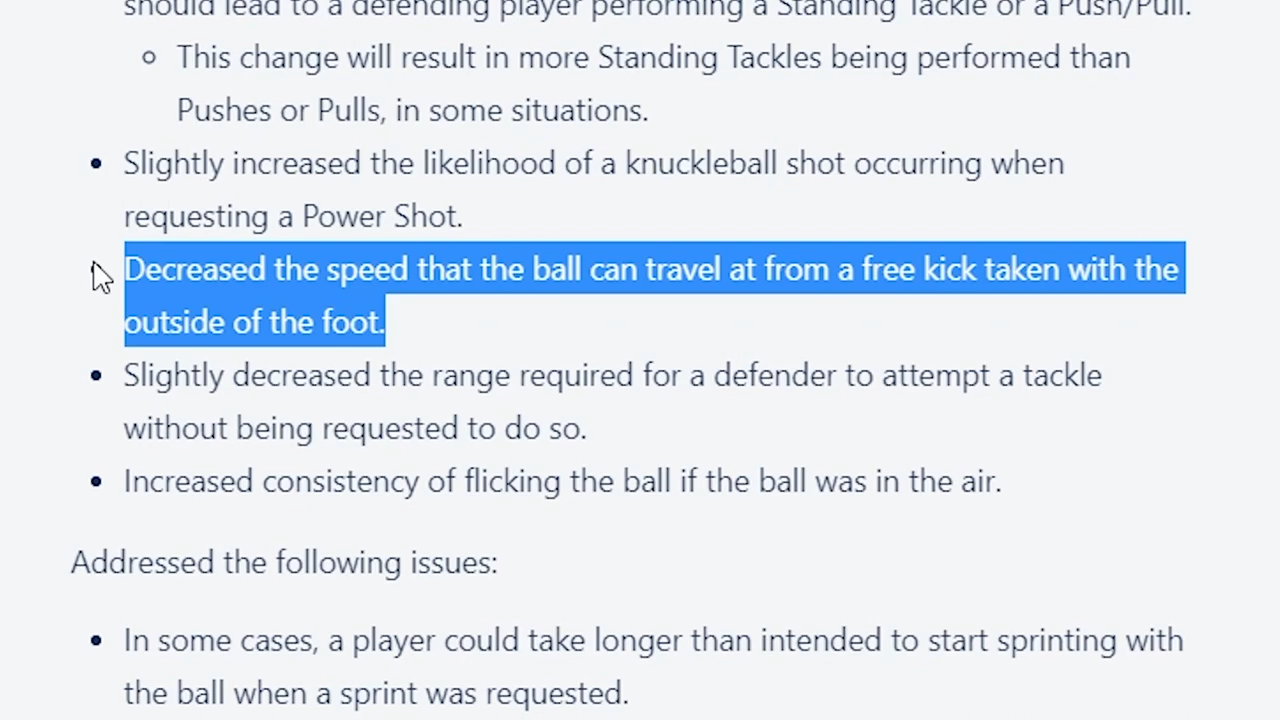 should lead to a defending player performing a Standing Tackle or a Push/Pull.
This change will result in more Standing Tackles being performed than
Pushes or Pulls, in some situations.
Slightly increased the likelihood of a knuckleball shot occurring when
requesting a Power Shot.
Decreased the speed that the ball can travel at from a free kick taken with the
outside of the foot.
Slightly decreased the range required for a defender to attempt a tackle
without being requested to do so.
Increased consistency of flicking the ball if the ball was in the air.
Addressed the following issues:
In some cases, a player could take longer than intended to start sprinting with
the ball when a sprint was requested.